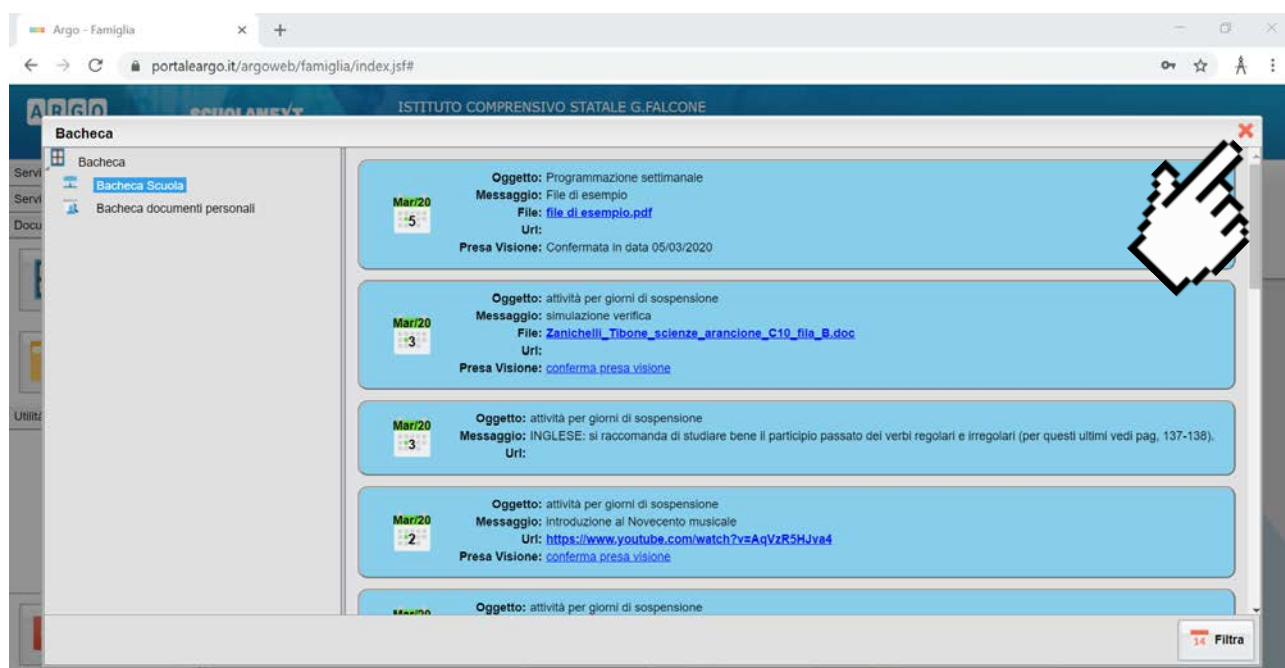 Argo - Famiglia
portaleargo.it/argoweb/famiglia/index.jsf#
ARGO SCUOLANEXT ISTITUTO COMPRENSIVO STATALE G.FALCONE
Bacheca
Bacheca
Bacheca Scuola
Bacheca documenti personali
Servi
Servi
Docu
Utilità
Mar/20
5
Oggetto: Programmazione settimanale
Messaggio: File di esempio
File: file di esempio.pdf
Url:
Presa Visione: Confermata in data 05/03/2020
Mar/20
3
Oggetto: attività per giorni di sospensione
Messaggio: simulazione verifica
File: Zanichelli_Tibone_scienze_arancione_C10_fila_B.doc
Url:
Presa Visione: conferma presa visione
Mar/20
3
Oggetto: attività per giorni di sospensione
Messaggio: INGLESE: si raccomanda di studiare bene il participio passato dei verbi regolari e irregolari (per questi ultimi vedi pag, 137-138).
Url:
Mar/20
2
Oggetto: attività per giorni di sospensione
Messaggio: introduzione al Novecento musicale
Url: https://www.youtube.com/watch?v=AqVzR5HJva4
Presa Visione: conferma presa visione
Mar/20
Oggetto: attività per giorni di sospensione
14 Filtra